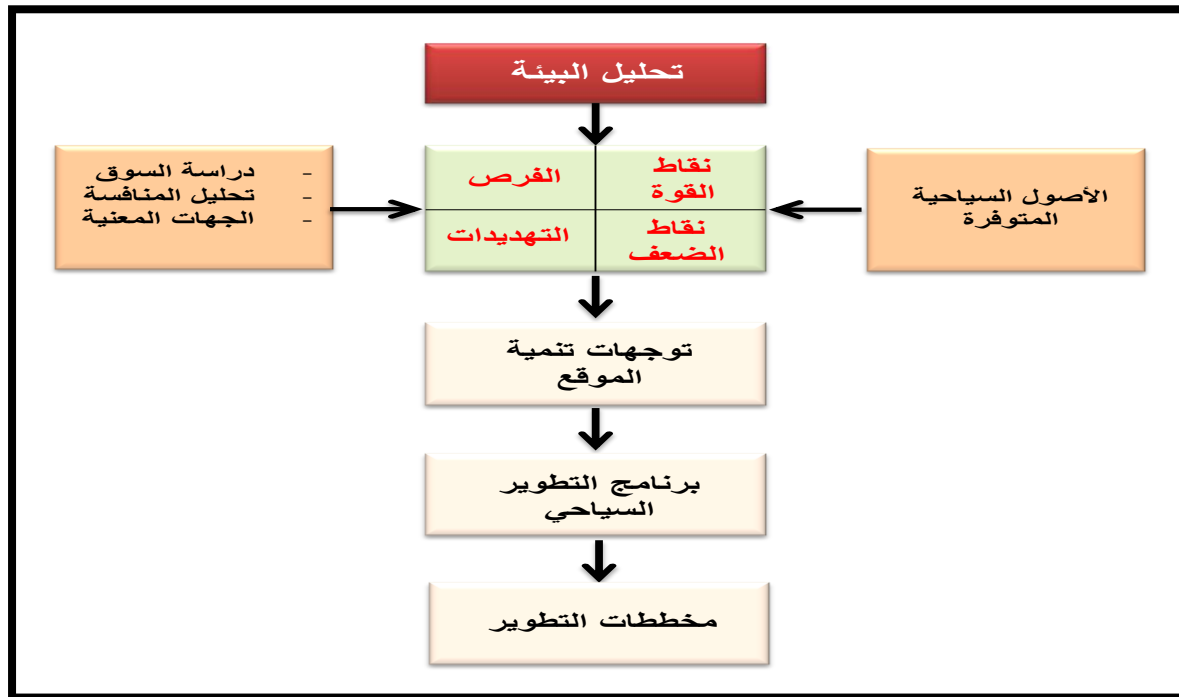 تحليل البيئة
الأصول السياحية
المتوفرة
نقاط
القوة
الفرص
نقاط
الضعف
التهديدات
- دراسة السوق
- تحليل المنافسة
- الجهات المعنية
توجهات تنمية
الموقع
برنامج التطوير
السياحي
مخططات التطوير